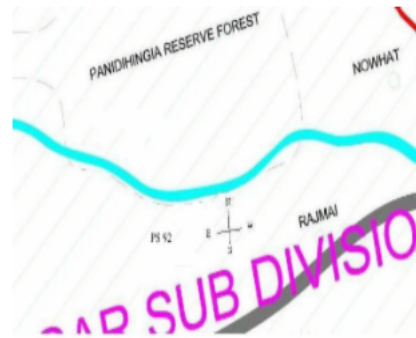 PANIDIHINGIA RESERVE FOREST
NOWHAT
RAJMAI
PS 92
SUB DIVISIO